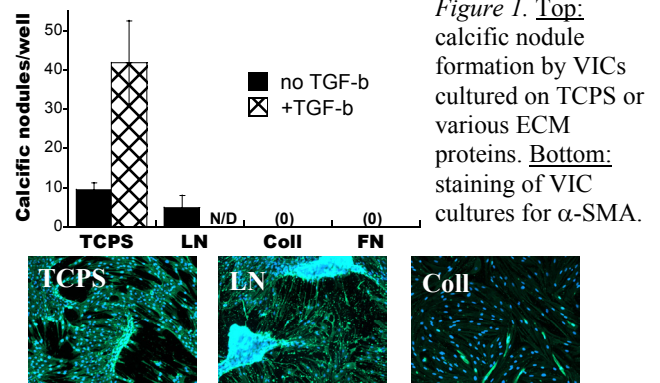 Calcific nodules/well
50
40
30
20
10
0
no TGF-b
+TGF-b
N/D
(0)
(0)
TCPS
LN
Coll
FN
Figure 1. Top:
calcific nodule
formation by VICs
cultured on TCPS or
various ECM
proteins. Bottom:
staining of VIC
cultures for α-SMA.
TCPS
LN
Coll